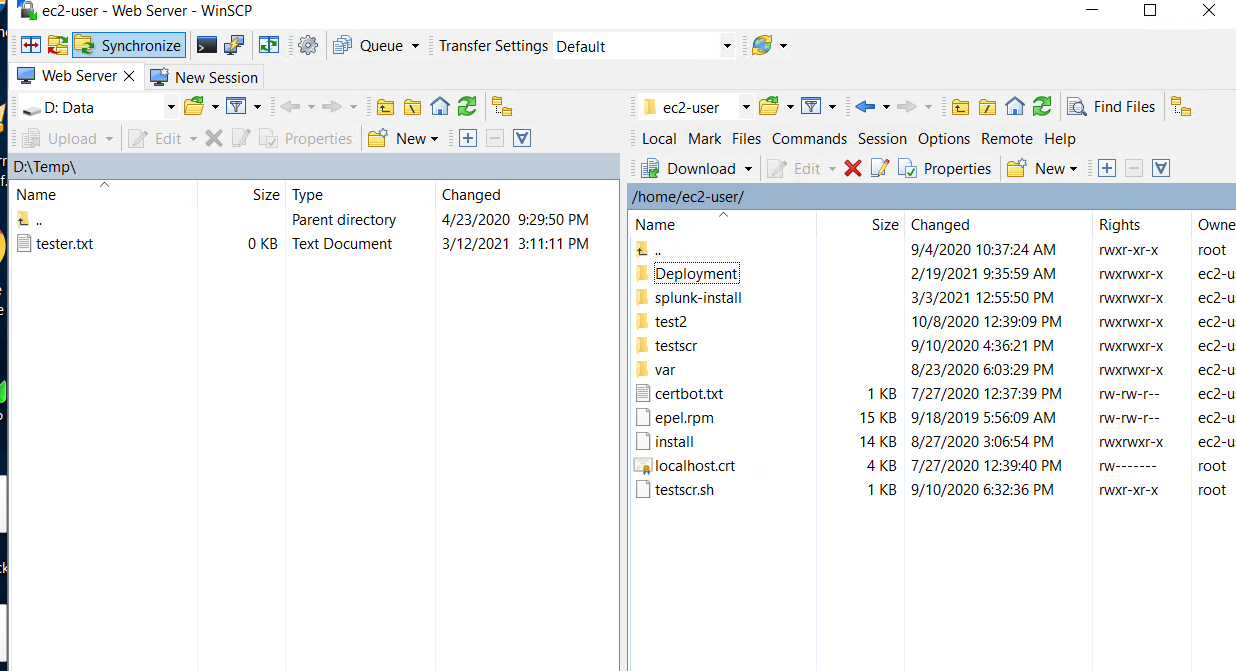 ec2-user - Web Server - WinSCP
Synchronize Queue Transfer Settings Default
Web Server New Session
D: Data
Upload Edit Properties New
D:\Temp\
Name Size Type Changed
.. Parent directory 4/23/2020 9:29:50 PM
tester.txt 0 KB Text Document 3/12/2021 3:11:11 PM
ec2-user Find Files
Local Mark Files Commands Session Options Remote Help
Download Edit Properties New
/home/ec2-user/
Name Size Changed Rights Owne
.. 9/4/2020 10:37:24 AM rwxr-xr-x root
Deployment 2/19/2021 9:35:59 AM rwxrwxr-x ec2-u
splunk-install 3/3/2021 12:55:50 PM rwxrwxr-x ec2-u
test2 10/8/2020 12:39:09 PM rwxrwxr-x ec2-u
testscr 9/10/2020 4:36:21 PM rwxrwxr-x ec2-u
var 8/23/2020 6:03:29 PM rwxrwxr-x ec2-u
certbot.txt 1 KB 7/27/2020 12:37:39 PM rw-rw-r-- ec2-u
epel.rpm 15 KB 9/18/2019 5:56:09 AM rw-rw-r-- ec2-u
install 14 KB 8/27/2020 3:06:54 PM rwxrwxr-x ec2-u
localhost.crt 4 KB 7/27/2020 12:39:40 PM rw------- root
testscr.sh 1 KB 9/10/2020 6:32:36 PM rwxr-xr-x root